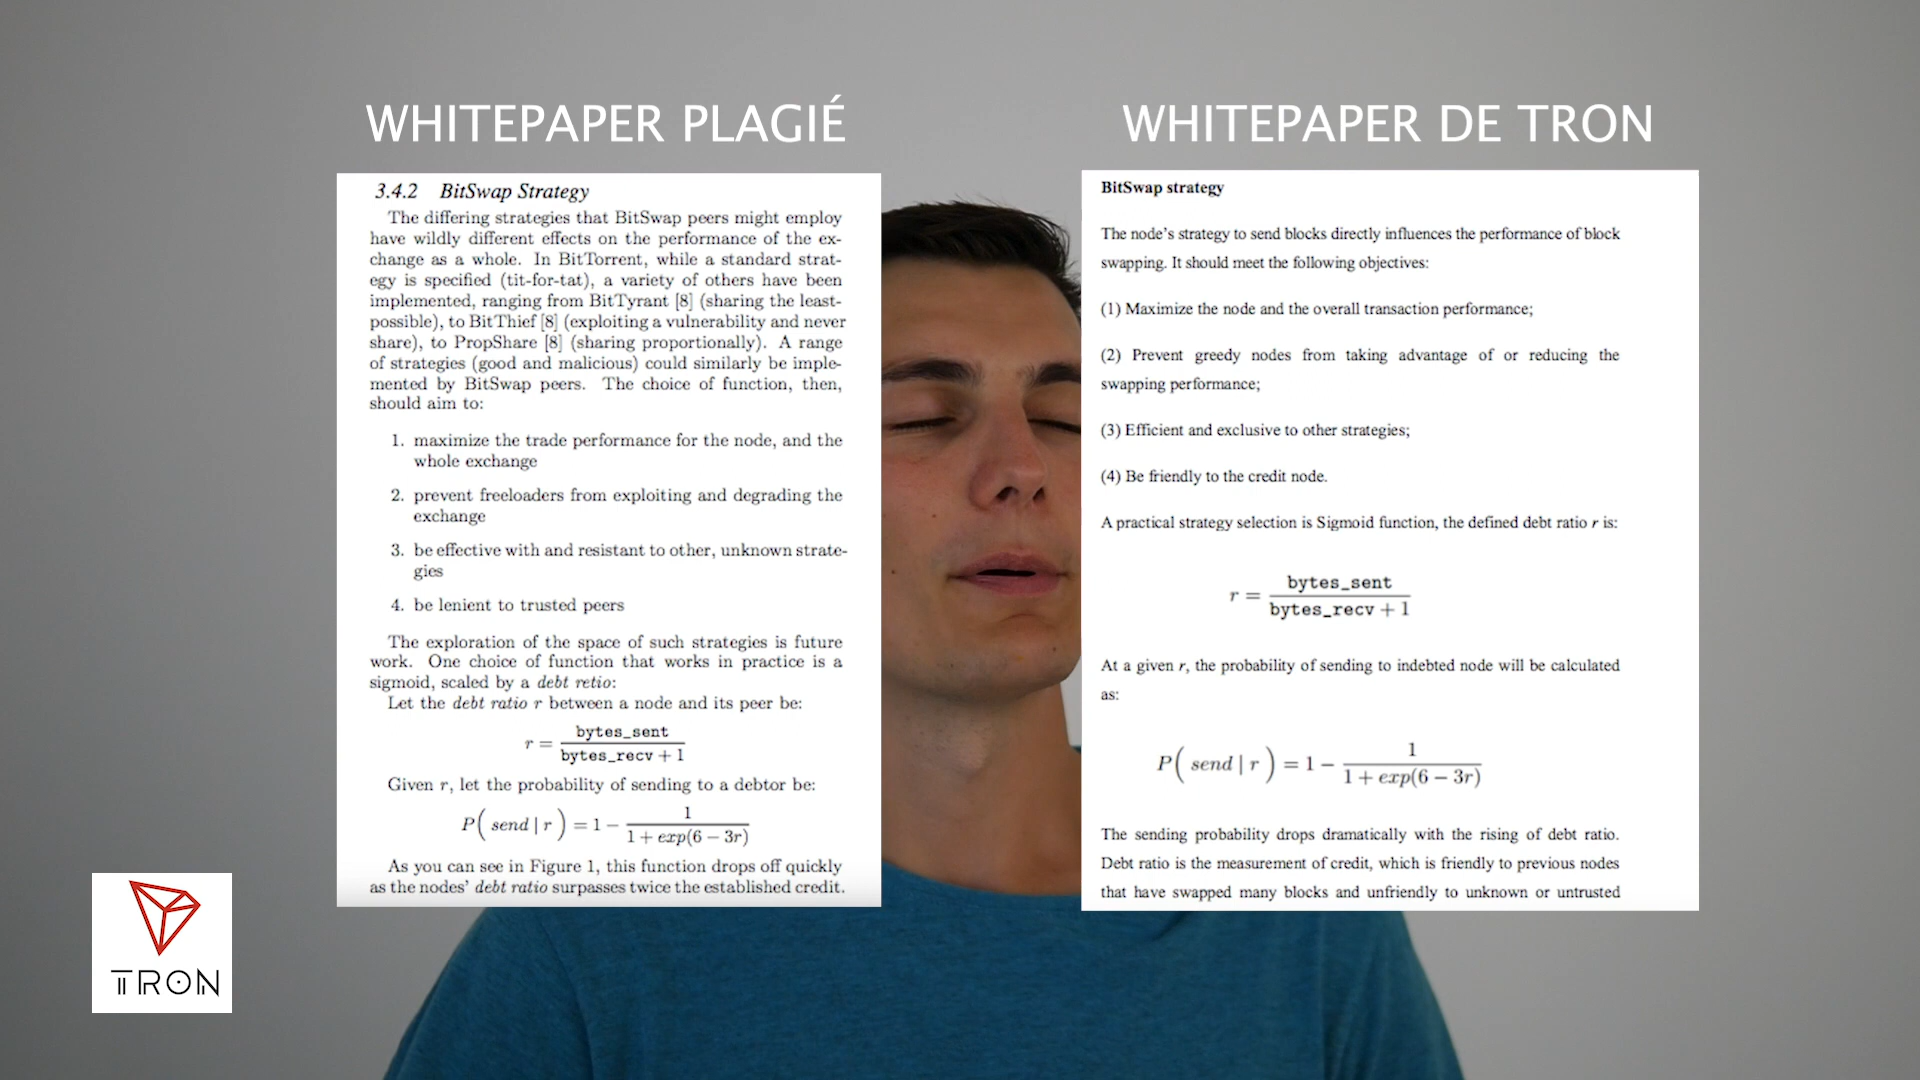 WHITEPAPER PLAGIÉ
3.4.2 BitSwap Strategy
The differing strategies that BitSwap peers might employ
have wildly different effects on the performance of the ex-
change as a whole. In BitTorrent, while a standard strat-
egy is specified (tit-for-tat), a variety of others have been
implemented, ranging from BitTyrant [8] (sharing the least-
possible), to BitThief [8] (exploiting a vulnerability and never
share), to PropShare [8] (sharing proportionally). A range
of strategies (good and malicious) could similarly be imple-
mented by BitSwap peers. The choice of function, then,
should aim to:
1. maximize the trade performance for the node, and the
whole exchange
2. prevent freeloaders from exploiting and degrading the
exchange
3. be effective with and resistant to other, unknown strate-
gies
4. be lenient to trusted peers
The exploration of the space of such strategies is future
work. One choice of function that works in practice is a
sigmoid, scaled by a debt retio:
Let the debt ratio r between a node and its peer be:
r = bytes_sent / bytes_recv + 1
Given r, let the probability of sending to a debtor be:
P( send | r ) = 1 − 1 / 1 + exp(6 − 3r)
As you can see in Figure 1, this function drops off quickly
as the nodes' debt ratio surpasses twice the established credit.
WHITEPAPER DE TRON
BitSwap strategy
The node's strategy to send blocks directly influences the performance of block
swapping. It should meet the following objectives:
(1) Maximize the node and the overall transaction performance;
(2) Prevent greedy nodes from taking advantage of or reducing the
swapping performance;
(3) Efficient and exclusive to other strategies;
(4) Be friendly to the credit node.
A practical strategy selection is Sigmoid function, the defined debt ratio r is:
r = bytes_sent / bytes_recv + 1
At a given r, the probability of sending to indebted node will be calculated
as:
P( send | r ) = 1 − 1 / 1 + exp(6 − 3r)
The sending probability drops dramatically with the rising of debt ratio.
Debt ratio is the measurement of credit, which is friendly to previous nodes
that have swapped many blocks and unfriendly to unknown or untrusted
TRON